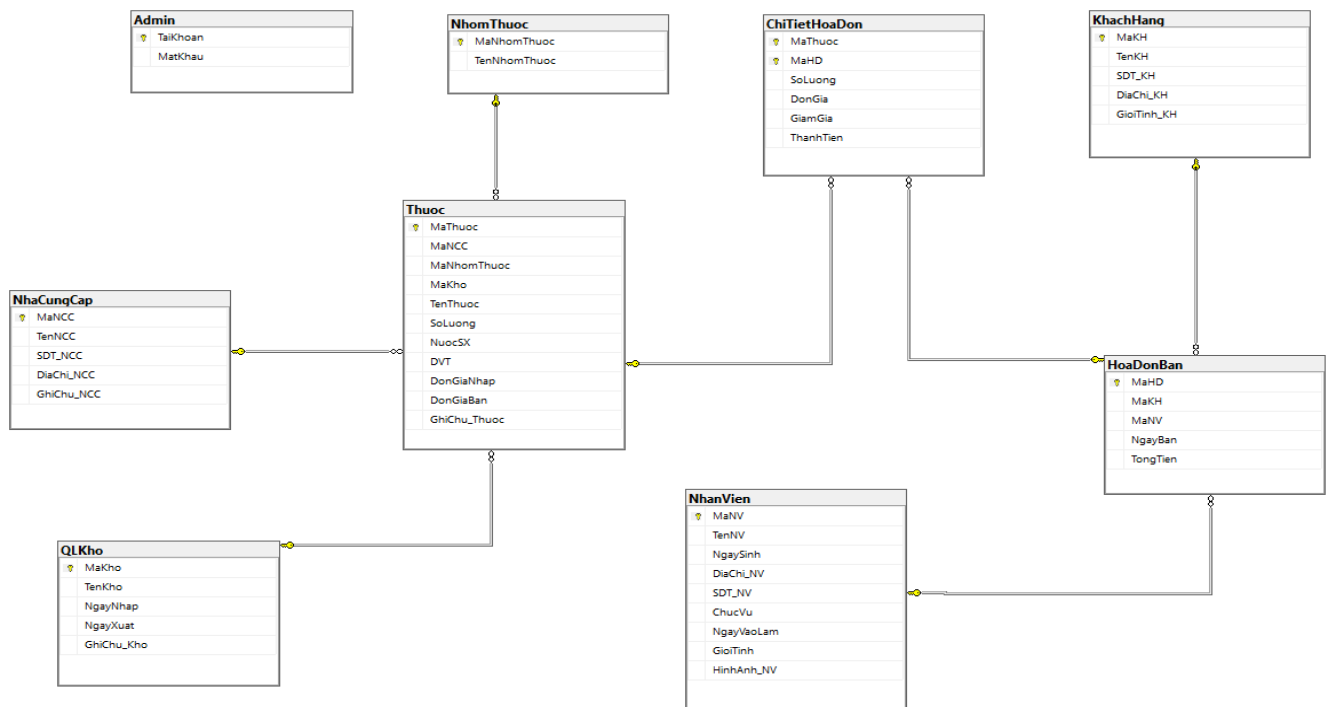 Admin
TaiKhoan
MatKhau
NhomThuoc
MaNhomThuoc
TenNhomThuoc
ChiTietHoaDon
MaThuoc
MaHD
SoLuong
DonGia
GiamGia
ThanhTien
KhachHang
MaKH
TenKH
SDT_KH
DiaChi_KH
GioiTinh_KH
Thuoc
MaThuoc
MaNCC
MaNhomThuoc
MaKho
TenThuoc
SoLuong
NuocSX
DVT
DonGiaNhap
DonGiaBan
GhiChu_Thuoc
NhaCungCap
MaNCC
TenNCC
SDT_NCC
DiaChi_NCC
GhiChu_NCC
HoaDonBan
MaHD
MaKH
MaNV
NgayBan
TongTien
NhanVien
MaNV
TenNV
NgaySinh
DiaChi_NV
SDT_NV
ChucVu
NgayVaoLam
GioiTinh
HinhAnh_NV
QLKho
MaKho
TenKho
NgayNhap
NgayXuat
GhiChu_Kho